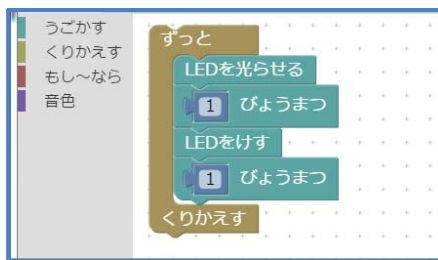 うごかす
くりかえす
もし～なら
音色
ずっと
LEDを光らせる
1 びょうまつ
LEDをけす
1 びょうまつ
くりかえす